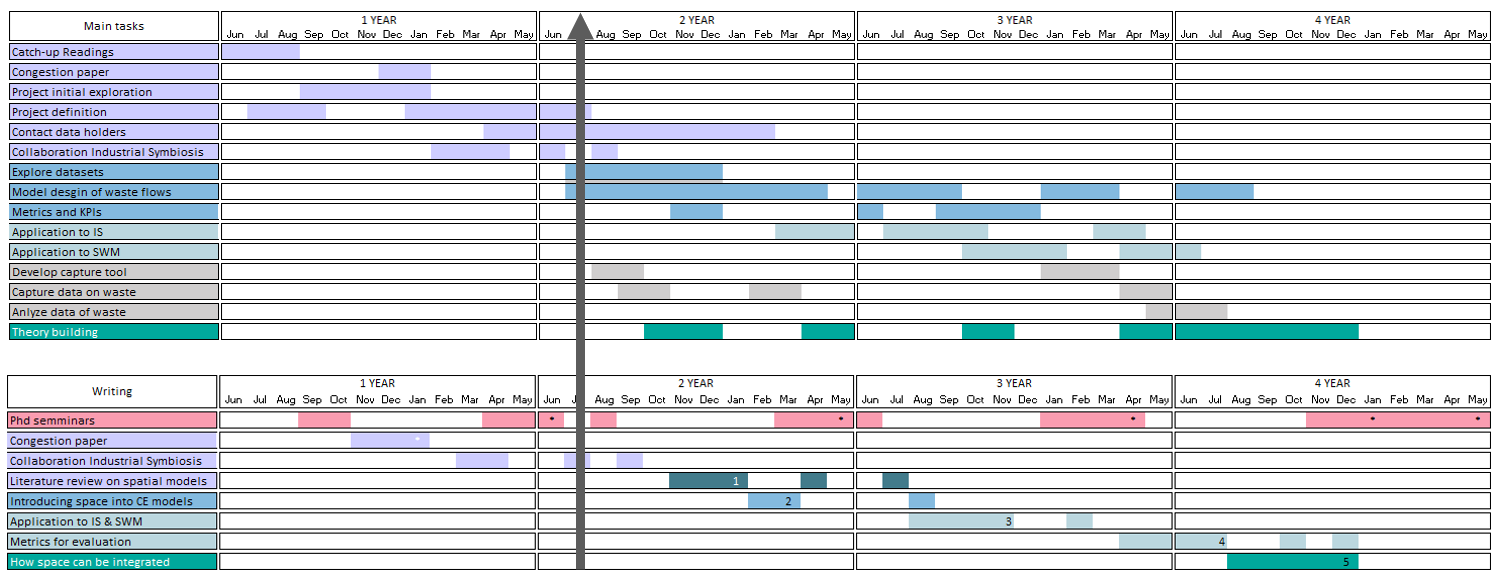 Main tasks
1 YEAR 2 YEAR 3 YEAR 4 YEAR
Jun Jul Aug Sep Oct Nov Dec Jan Feb Mar Apr May Jun Aug Sep Oct Nov Dec Jan Feb Mar Apr May Jun Jul Aug Sep Oct Nov Dec Jan Feb Mar Apr May Jun Jul Aug Sep Oct Nov Dec Jan Feb Mar Apr May
Catch-up Readings
Congestion paper
Project initial exploration
Project definition
Contact data holders
Collaboration Industrial Symbiosis
Explore datasets
Model desgin of waste flows
Metrics and KPIs
Application to IS
Application to SWM
Develop capture tool
Capture data on waste
Anlyze data of waste
Theory building
Writing
1 YEAR 2 YEAR 3 YEAR 4 YEAR
Jun Jul Aug Sep Oct Nov Dec Jan Feb Mar Apr May Jun J Aug Sep Oct Nov Dec Jan Feb Mar Apr May Jun Jul Aug Sep Oct Nov Dec Jan Feb Mar Apr May Jun Jul Aug Sep Oct Nov Dec Jan Feb Mar Apr May
Phd semminars * * * * *
Congestion paper *
Collaboration Industrial Symbiosis
Literature review on spatial models 1
Introducing space into CE models 2
Application to IS & SWM 3
Metrics for evaluation 4
How space can be integrated 5